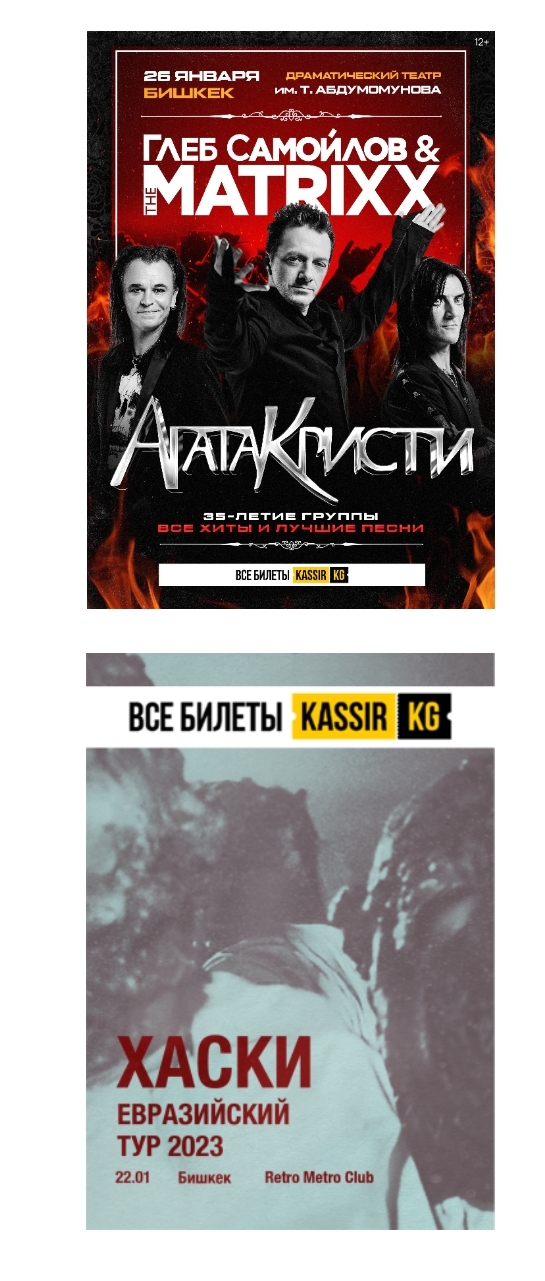 12+
26 ЯНВАРЯ
БИШКЕК
ДРАМАТИЧЕСКИЙ ТЕАТР
ИМ. Т. АБДУМОМУНОВА
ГЛЕБ САМОЙЛОВ &
THE MATRIXX
АГАТА КРИСТИ
35-ЛЕТИЕ ГРУППЫ
ВСЕ ХИТЫ И ЛУЧШИЕ ПЕСНИ
ВСЕ БИЛЕТЫ KASSIR KG
ВСЕ БИЛЕТЫ KASSIR KG
ХАСКИ
ЕВРАЗИЙСКИЙ
ТУР 2023
22.01 Бишкек Retro Metro Club